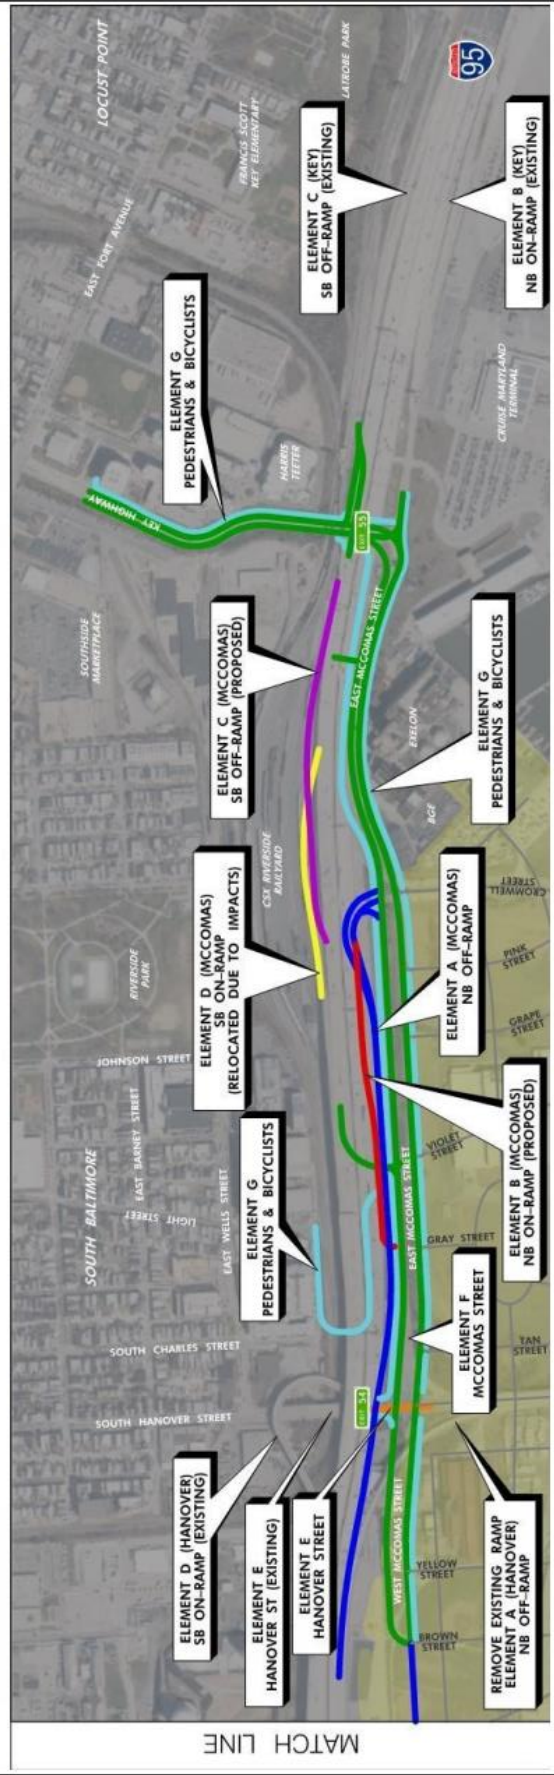 LOCUST POINT
LATROBE PARK
FRANCIS SCOTT
KEY ELEMENTARY
EAST FORT AVENUE
95
ELEMENT C (KEY)
SB OFF-RAMP (EXISTING)
ELEMENT B (KEY)
NB ON-RAMP (EXISTING)
ELEMENT G
PEDESTRIANS & BICYCLISTS
CRUISE MARYLAND
TERMINAL
HARRIS
TEETER
KEY HIGHWAY
EXIT 55
SOUTHSIDE
MARKETPLACE
ELEMENT C (MCCOMAS)
SB OFF-RAMP (PROPOSED)
EAST MCCOMAS STREET
ELEMENT G
PEDESTRIANS & BICYCLISTS
EXELON
BGE
CSX RIVERSIDE
RAILYARD
ELEMENT D (MCCOMAS)
SB ON-RAMP
(RELOCATED DUE TO IMPACTS)
RIVERSIDE
PARK
ELEMENT A (MCCOMAS)
NB OFF-RAMP
CROMWELL
STREET
PINK
STREET
GRAPE
STREET
JOHNSON STREET
EAST BARNEY STREET
LIGHT STREET
SOUTH BALTIMORE
EAST WELLS STREET
ELEMENT G
PEDESTRIANS & BICYCLISTS
VIOLET
STREET
EAST MCCOMAS STREET
ELEMENT B (MCCOMAS)
NB ON-RAMP (PROPOSED)
GRAY STREET
SOUTH CHARLES STREET
ELEMENT F
MCCOMAS STREET
TAN
STREET
SOUTH HANOVER STREET
EXIT 54
ELEMENT D (HANOVER)
SB ON-RAMP (EXISTING)
ELEMENT E
HANOVER ST (EXISTING)
ELEMENT E
HANOVER STREET
WEST MCCOMAS STREET
YELLOW
STREET
BROWN
STREET
REMOVE EXISTING RAMP
ELEMENT A (HANOVER)
NB OFF-RAMP
MATCH LINE